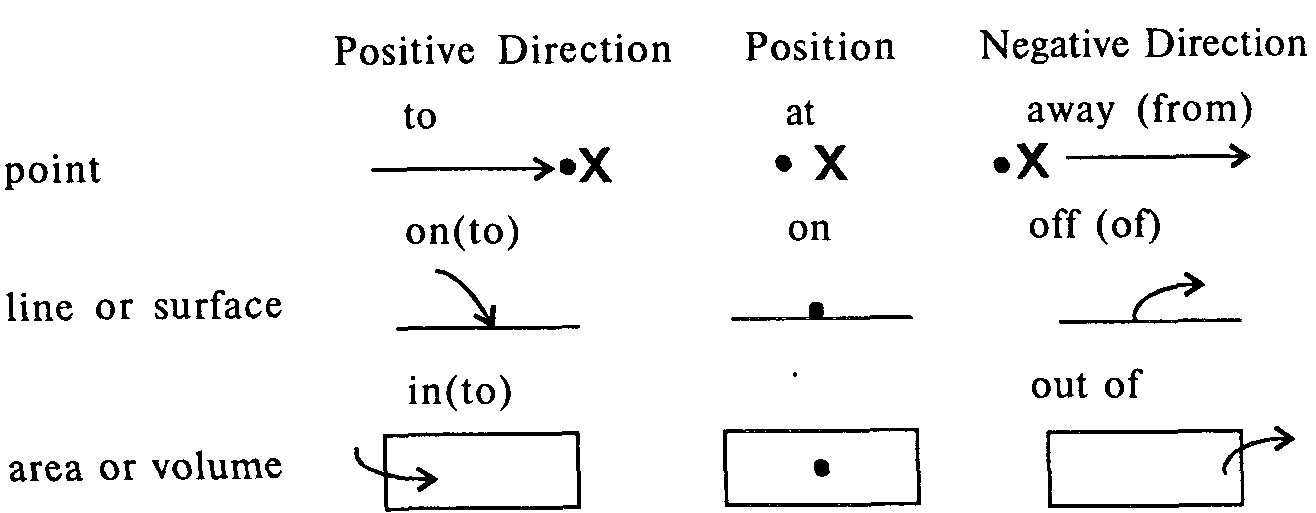 Positive Direction Position Negative Direction
to at away (from)
point X X X
on(to) on off (of)
line or surface
in(to) out of
area or volume